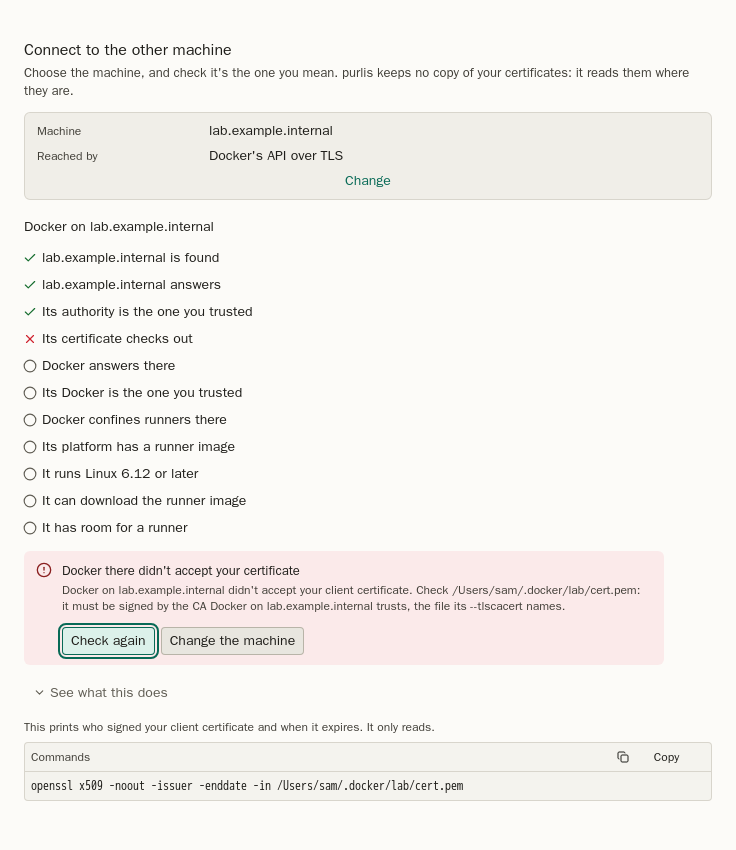 Connect to the other machine
Choose the machine, and check it's the one you mean. purlis keeps no copy of your certificates: it reads them where
they are.
Machine lab.example.internal
Reached by Docker's API over TLS
Change
Docker on lab.example.internal
lab.example.internal is found
lab.example.internal answers
Its authority is the one you trusted
Its certificate checks out
Docker answers there
Its Docker is the one you trusted
Docker confines runners there
Its platform has a runner image
It runs Linux 6.12 or later
It can download the runner image
It has room for a runner
Docker there didn't accept your certificate
Docker on lab.example.internal didn't accept your client certificate. Check /Users/sam/.docker/lab/cert.pem:
it must be signed by the CA Docker on lab.example.internal trusts, the file its --tlscacert names.
Check again Change the machine
See what this does
This prints who signed your client certificate and when it expires. It only reads.
Commands Copy
openssl x509 -noout -issuer -enddate -in /Users/sam/.docker/lab/cert.pem